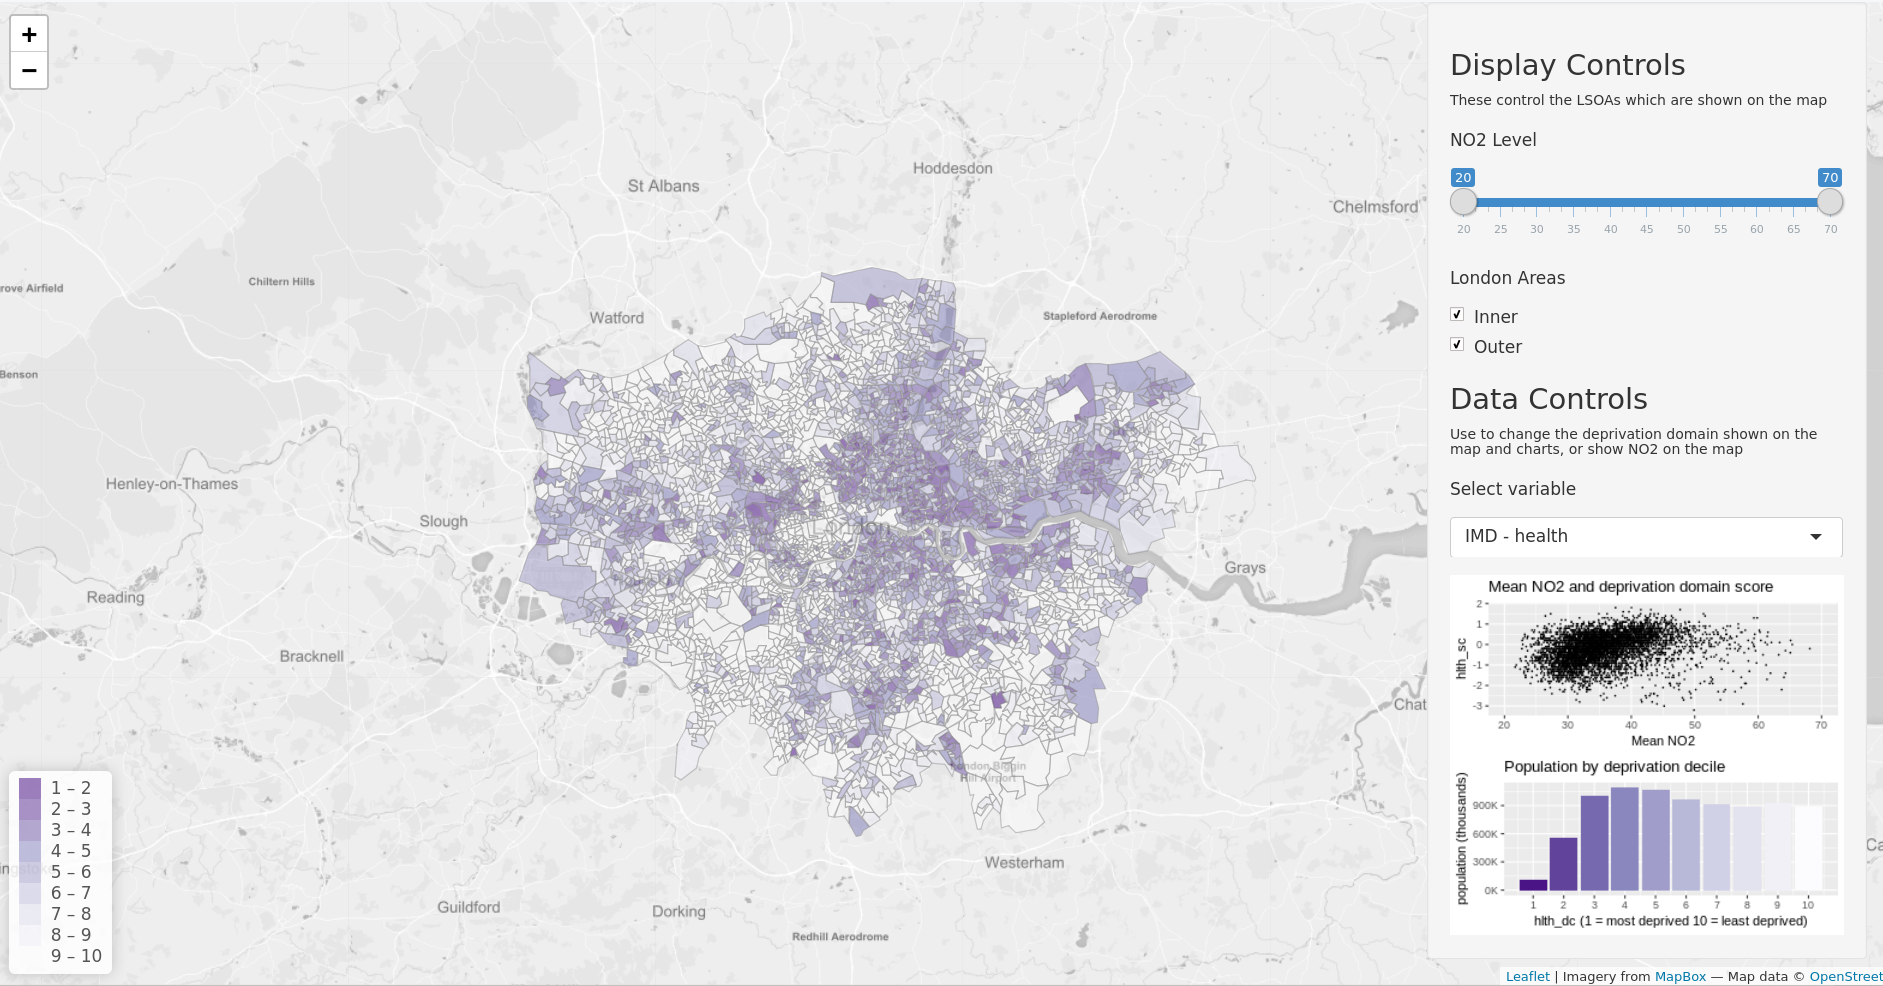 +
−
St Albans
Hoddesdon
Chelmsford
Chiltern Hills
rove Airfield
Watford
Stapleford Aerodrome
Benson
Henley-on-Thames
Slough
Grays
Reading
Bracknell
Chat
London Biggin
Hill Airport
Westerham
Guildford
Dorking
Redhill Aerodrome
1 – 2
2 – 3
3 – 4
4 – 5
5 – 6
6 – 7
7 – 8
8 – 9
9 – 10
Display Controls
These control the LSOAs which are shown on the map
NO2 Level
20 70
20 25 30 35 40 45 50 55 60 65 70
London Areas
Inner
Outer
Data Controls
Use to change the deprivation domain shown on the
map and charts, or show NO2 on the map
Select variable
IMD - health
Mean NO2 and deprivation domain score
hlth_sc
2
1
0
-1
-2
-3
20 30 40 50 60 70
Mean NO2
Population by deprivation decile
population (thousands)
900K
600K
300K
0K
1 2 3 4 5 6 7 8 9 10
hlth_dc (1 = most deprived 10 = least deprived)
Ca
Leaflet | Imagery from MapBox — Map data © OpenStreet